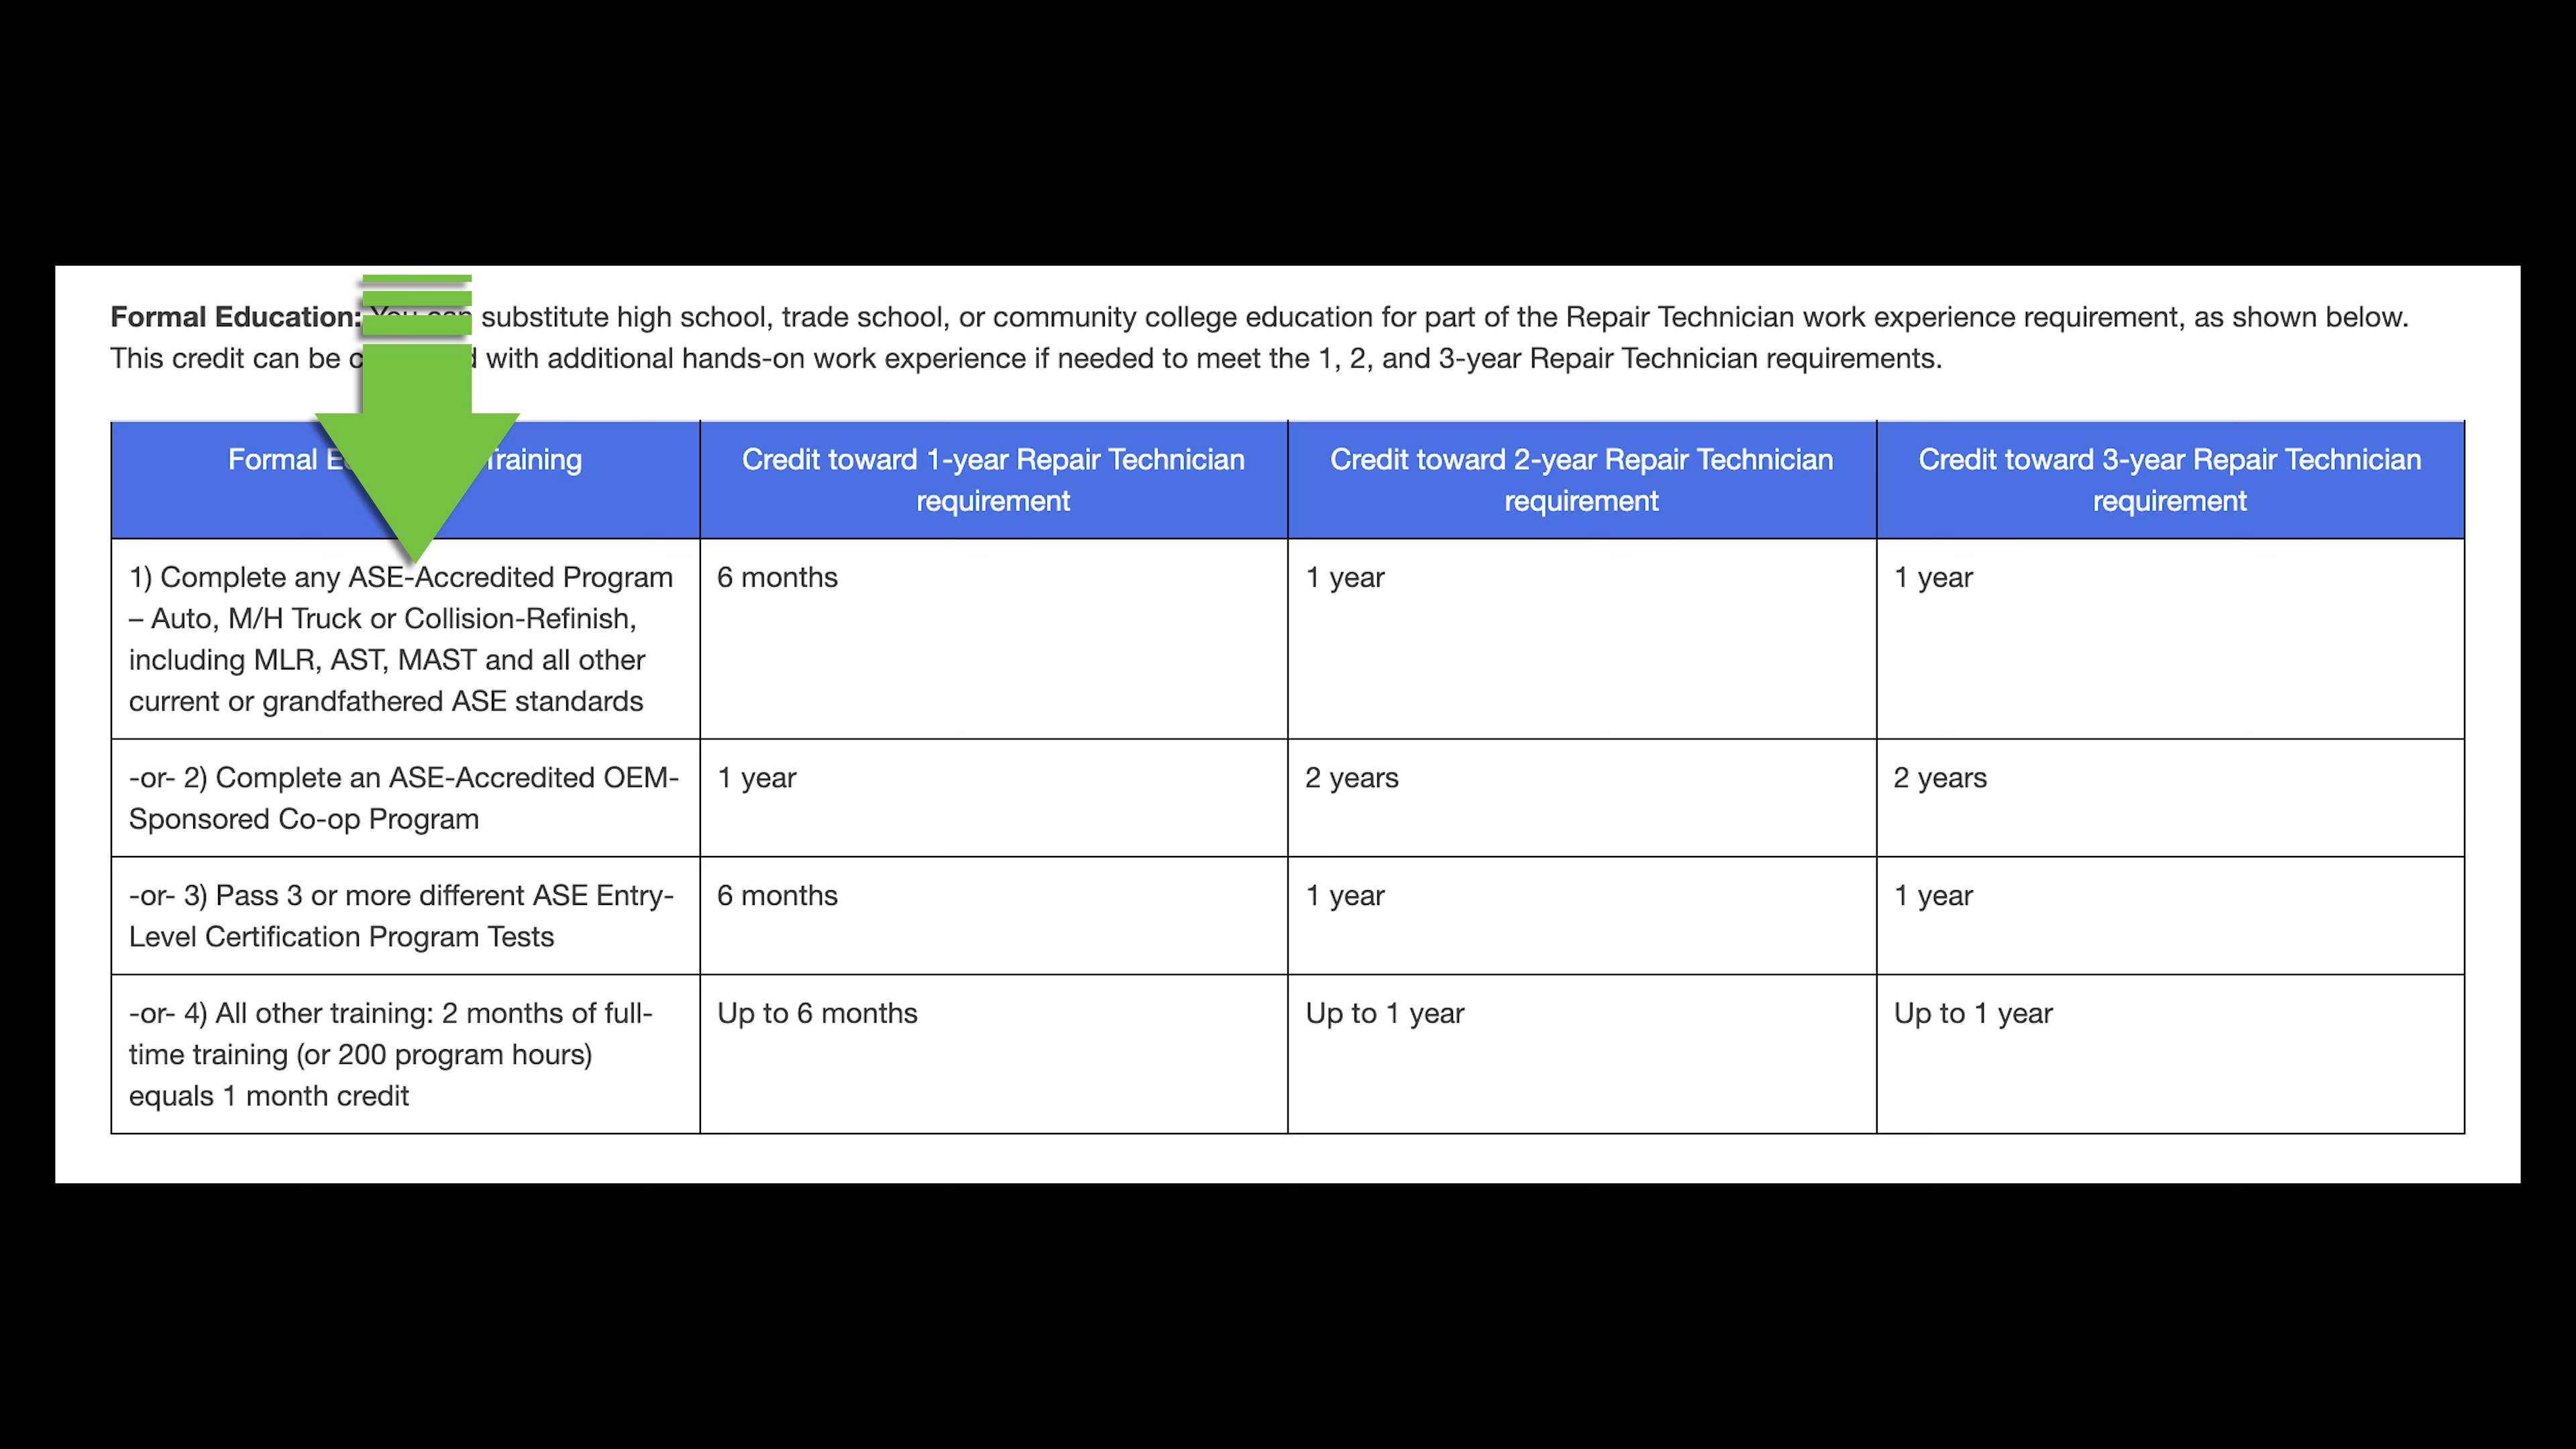 Formal Education: You can substitute high school, trade school, or community college education for part of the Repair Technician work experience requirement, as shown below.
This credit can be with additional hands-on work experience if needed to meet the 1, 2, and 3-year Repair Technician requirements.
Formal Training
Credit toward 1-year Repair Technician
requirement
Credit toward 2-year Repair Technician
requirement
Credit toward 3-year Repair Technician
requirement
1) Complete any ASE-Accredited Program
– Auto, M/H Truck or Collision-Refinish,
including MLR, AST, MAST and all other
current or grandfathered ASE standards
6 months
1 year
1 year
-or- 2) Complete an ASE-Accredited OEM-
Sponsored Co-op Program
1 year
2 years
2 years
-or- 3) Pass 3 or more different ASE Entry-
Level Certification Program Tests
6 months
1 year
1 year
-or- 4) All other training: 2 months of full-
time training (or 200 program hours)
equals 1 month credit
Up to 6 months
Up to 1 year
Up to 1 year